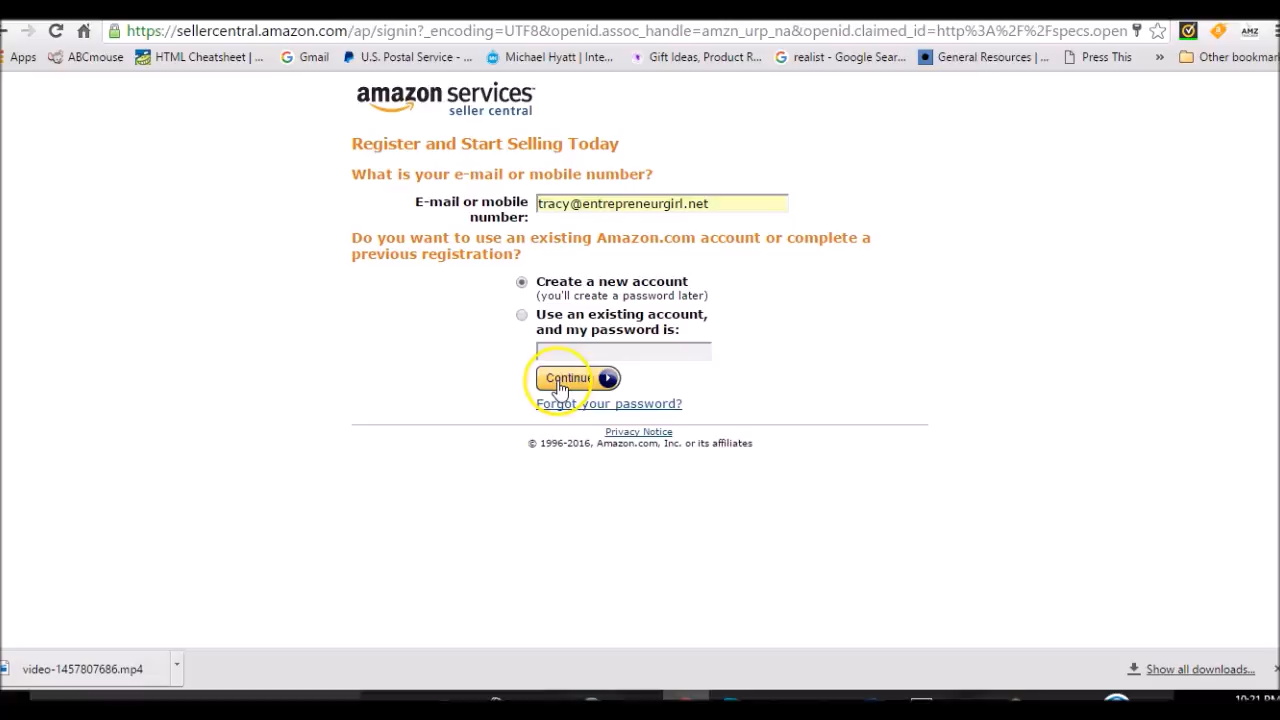 https://sellercentral.amazon.com/ap/signin?_encoding=UTF8&openid.assoc_handle=amzn_urp_na&openid.claimed_id=http%3A%2F%2Fspecs.open
AMZ
Apps ABCmouse HTML Cheatsheet | ... Gmail U.S. Postal Service - ... Michael Hyatt | Inte... Gift Ideas, Product R... realist - Google Sear... General Resources | ... Press This » Other bookmar
amazon services
seller central
Register and Start Selling Today
What is your e-mail or mobile number?
E-mail or mobile
number:
tracy@entrepreneurgirl.net
Do you want to use an existing Amazon.com account or complete a
previous registration?
Create a new account
(you'll create a password later)
Use an existing account,
and my password is:
Continue
Forgot your password?
Privacy Notice
© 1996-2016, Amazon.com, Inc. or its affiliates
video-1457807686.mp4
Show all downloads...
10:21 PM